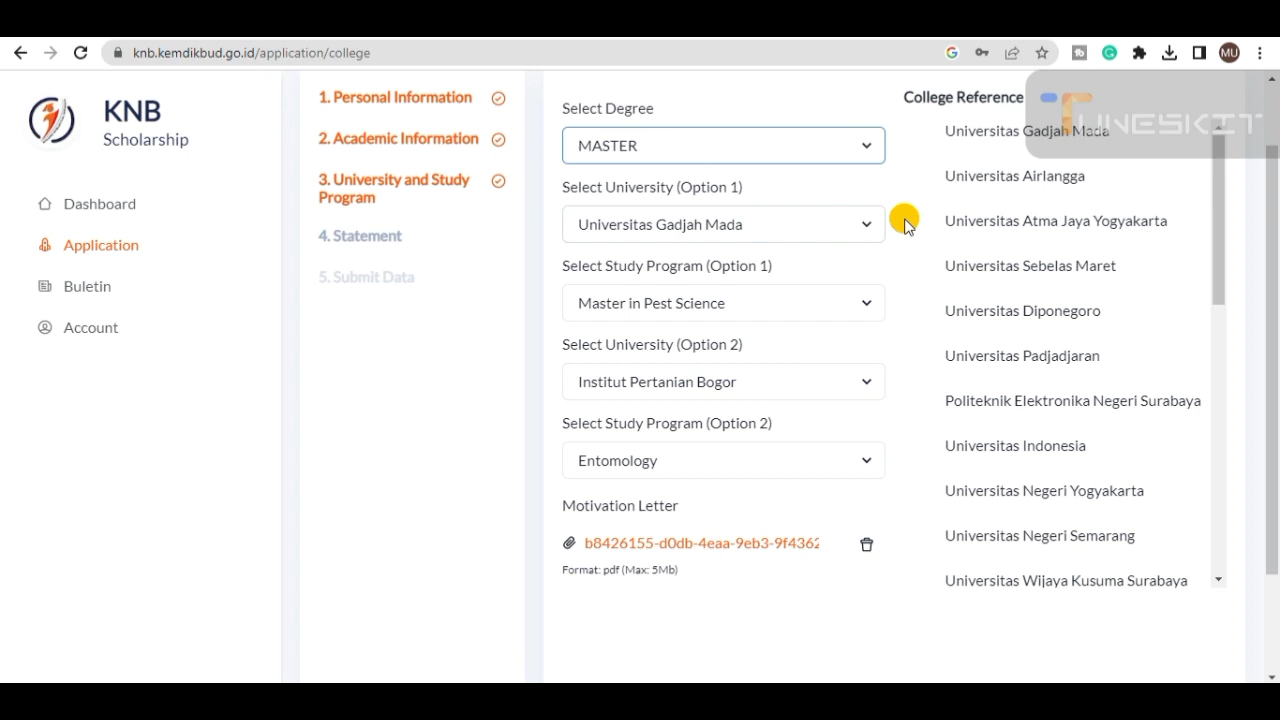 knb.kemdikbud.go.id/application/college
MU
KNB
Scholarship
Dashboard
Application
Buletin
Account
1. Personal Information
2. Academic Information
3. University and Study
Program
4. Statement
5. Submit Data
Select Degree
MASTER
Select University (Option 1)
Universitas Gadjah Mada
Select Study Program (Option 1)
Master in Pest Science
Select University (Option 2)
Institut Pertanian Bogor
Select Study Program (Option 2)
Entomology
Motivation Letter
b8426155-d0db-4eaa-9eb3-9f4362
Format: pdf (Max: 5Mb)
College Reference
TUNESKIT
Universitas Gadjah Mada
Universitas Airlangga
Universitas Atma Jaya Yogyakarta
Universitas Sebelas Maret
Universitas Diponegoro
Universitas Padjadjaran
Politeknik Elektronika Negeri Surabaya
Universitas Indonesia
Universitas Negeri Yogyakarta
Universitas Negeri Semarang
Universitas Wijaya Kusuma Surabaya